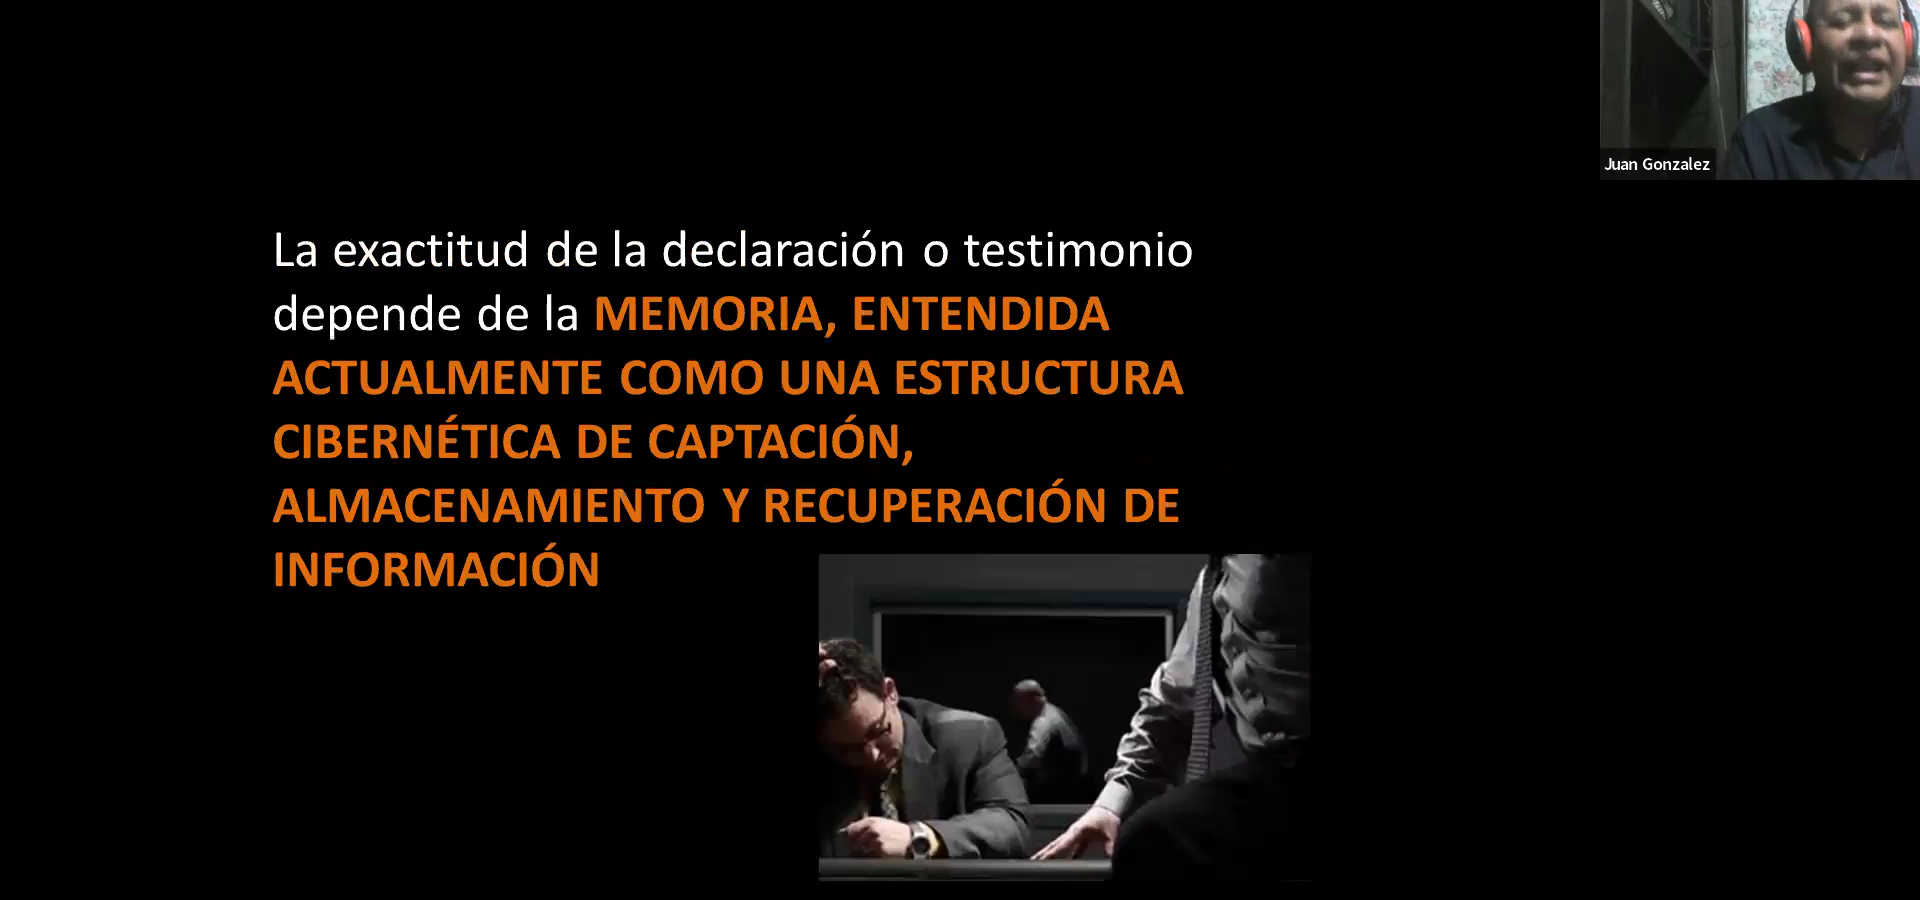 Juan Gonzalez
La exactitud de la declaración o testimonio
depende de la MEMORIA, ENTENDIDA
ACTUALMENTE COMO UNA ESTRUCTURA
CIBERNÉTICA DE CAPTACIÓN,
ALMACENAMIENTO Y RECUPERACIÓN DE
INFORMACIÓN